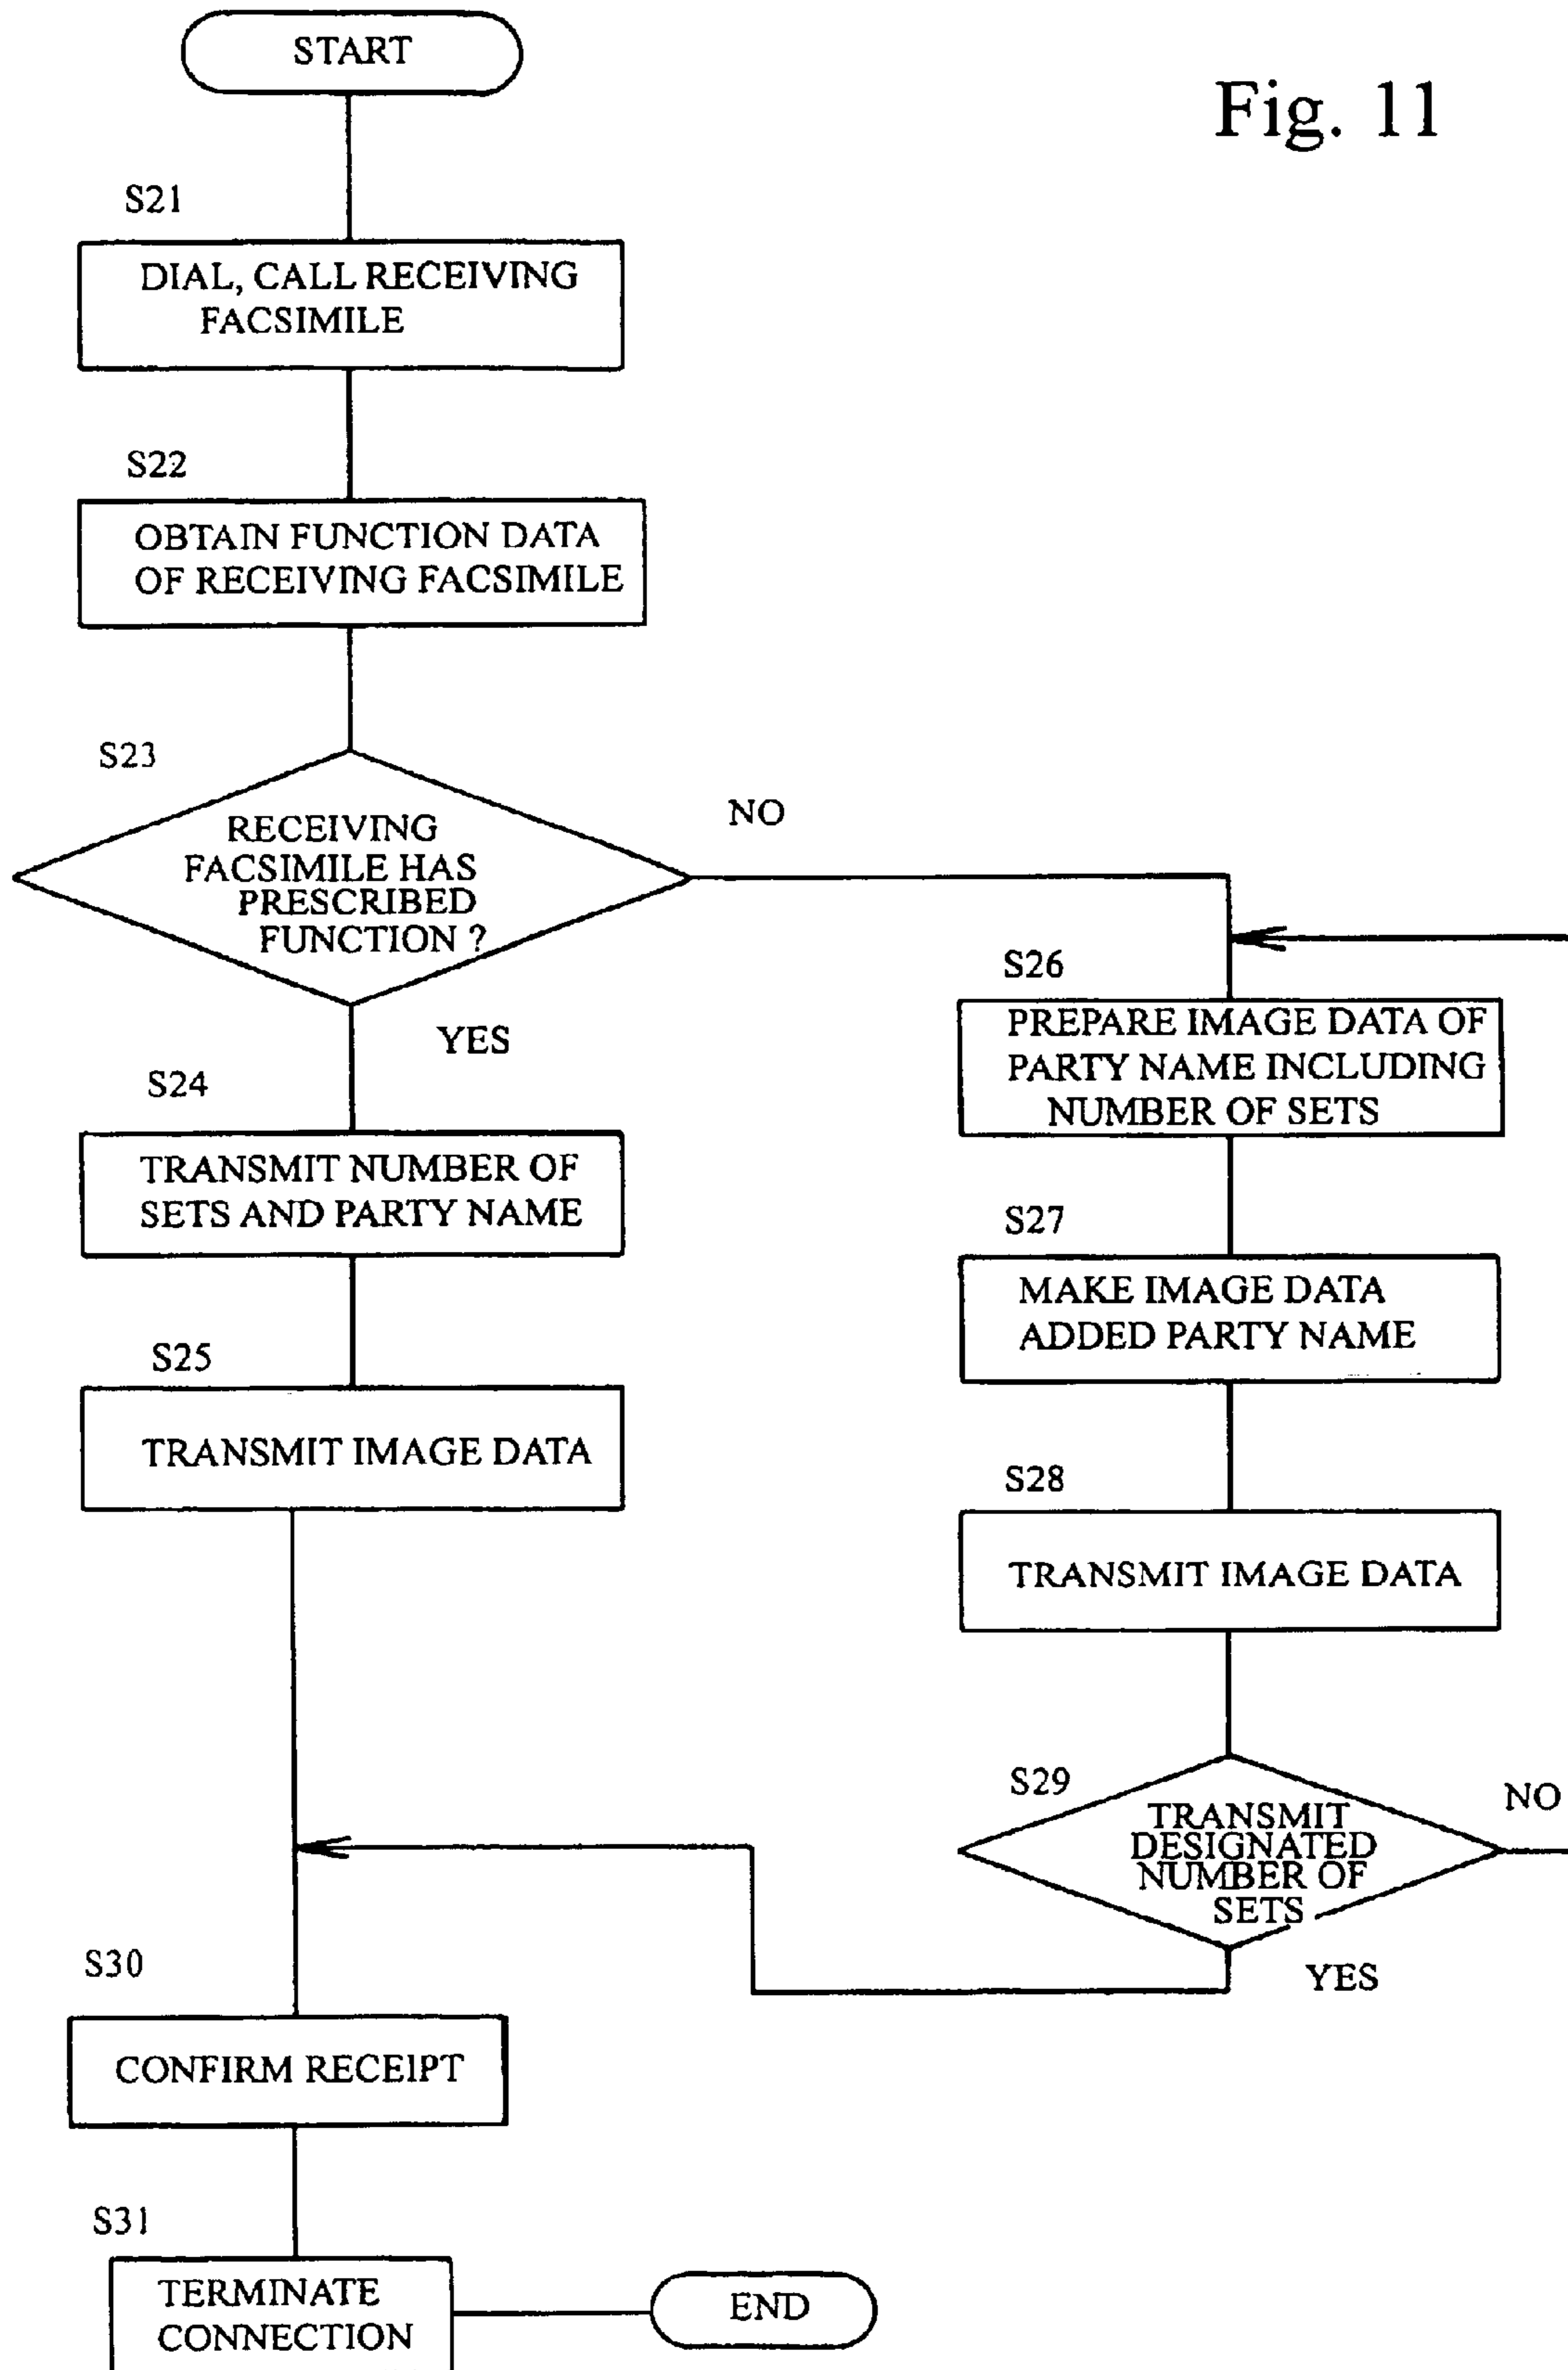 START
Fig. 11
S21
DIAL, CALL RECEIVING
FACSIMILE
S22
OBTAIN FUNCTION DATA
OF RECEIVING FACSIMILE
S23
RECEIVING
FACSIMILE HAS
PRESCRIBED
FUNCTION ?
NO
YES
S24
TRANSMIT NUMBER OF
SETS AND PARTY NAME
S25
TRANSMIT IMAGE DATA
S26
PREPARE IMAGE DATA OF
PARTY NAME INCLUDING
NUMBER OF SETS
S27
MAKE IMAGE DATA
ADDED PARTY NAME
S28
TRANSMIT IMAGE DATA
S29
TRANSMIT
DESIGNATED
NUMBER OF
SETS
NO
YES
S30
CONFIRM RECEIPT
S31
TERMINATE
CONNECTION
END